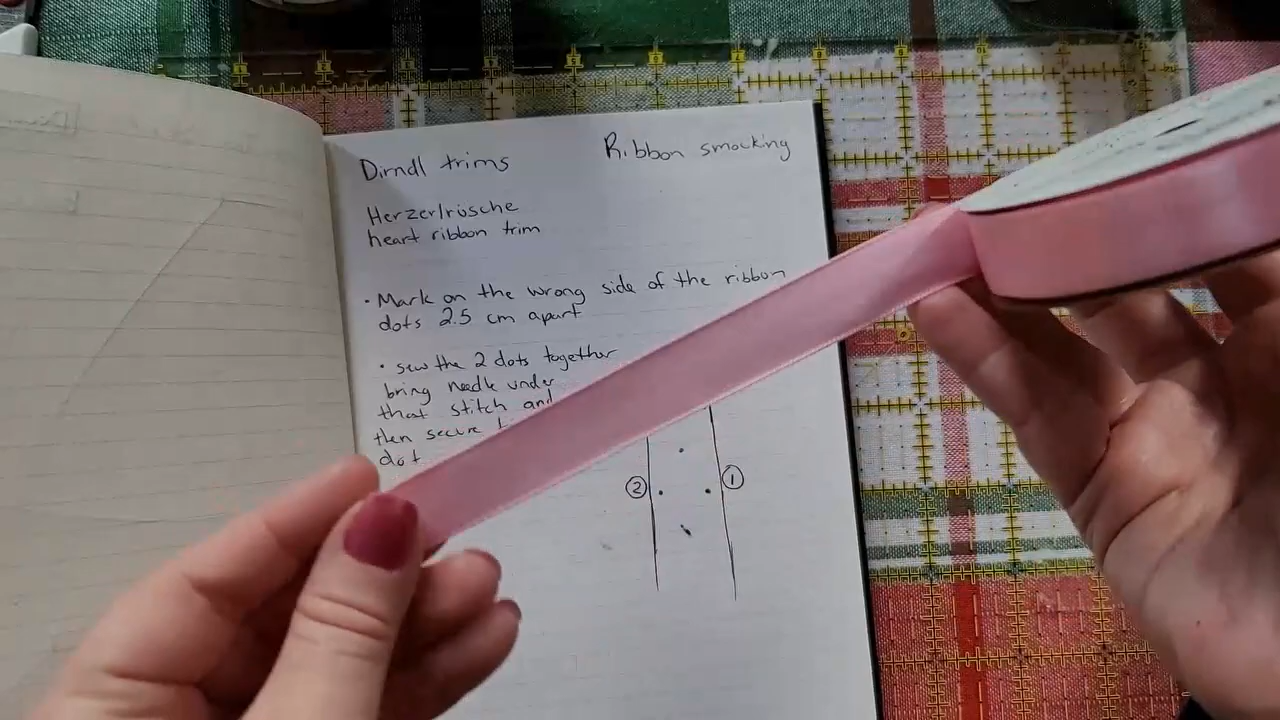 Dirndl trims
Ribbon smocking
Herzerlrüsche
heart ribbon trim
• Mark on the wrong side of the ribbon
dots 2.5 cm apart
• sew the 2 dots together
bring needle under
that stitch and
then secure
dot
2 1